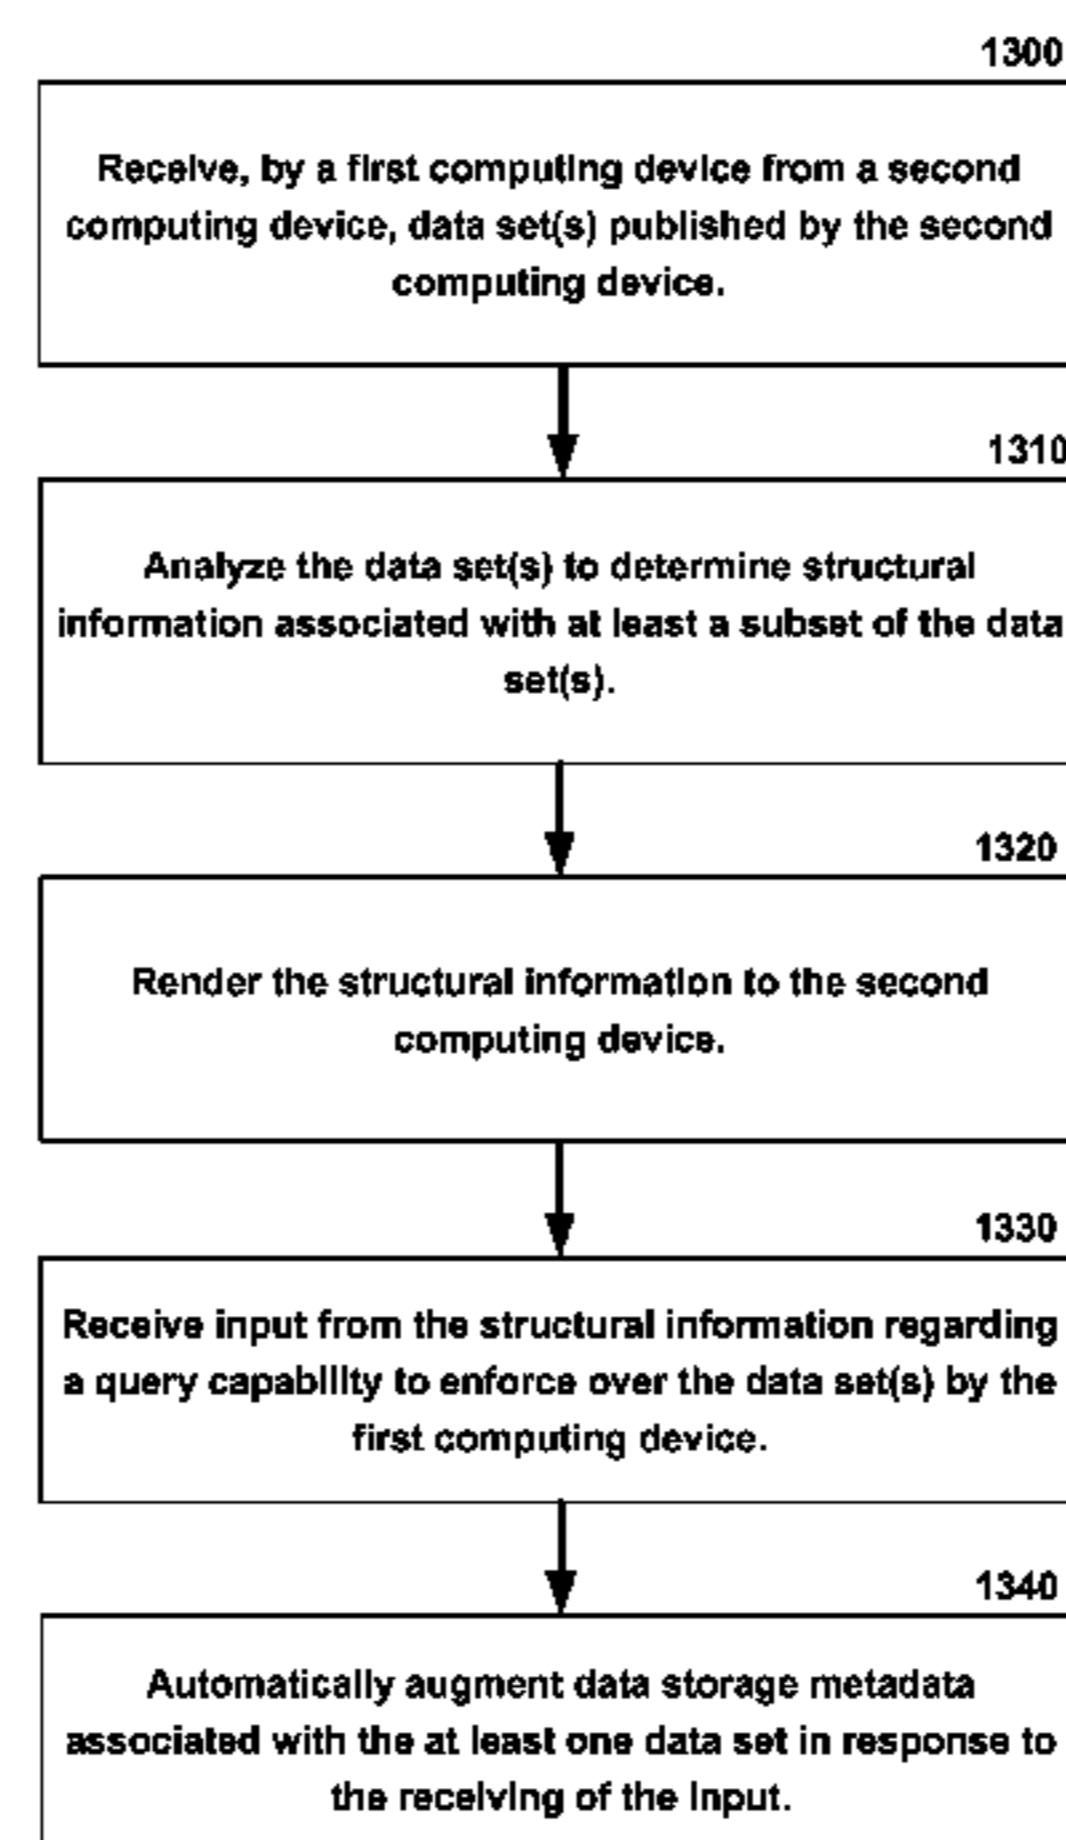 1300
Receive, by a first computing device from a second
computing device, data set(s) published by the second
computing device.
1310
Analyze the data set(s) to determine structural
information associated with at least a subset of the data
set(s).
1320
Render the structural information to the second
computing device.
1330
Receive input from the structural information regarding
a query capability to enforce over the data set(s) by the
first computing device.
1340
Automatically augment data storage metadata
associated with the at least one data set in response to
the receiving of the input.